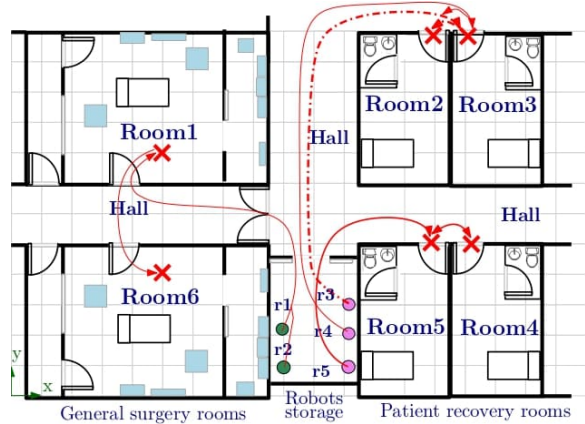 Room2
Room3
Room1
Hall
Hall
Hall
Room6
r1
r3
r4
Room5
Room4
r2
r5
y
x
General surgery rooms
Robots
storage
Patient recovery rooms